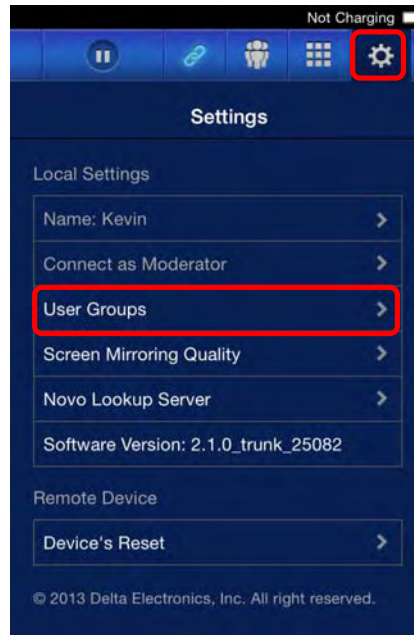 Not Charging
Settings
Local Settings
Name: Kevin
Connect as Moderator
User Groups
Screen Mirroring Quality
Novo Lookup Server
Software Version: 2.1.0_trunk_25082
Remote Device
Device's Reset
© 2013 Delta Electronics, Inc. All right reserved.